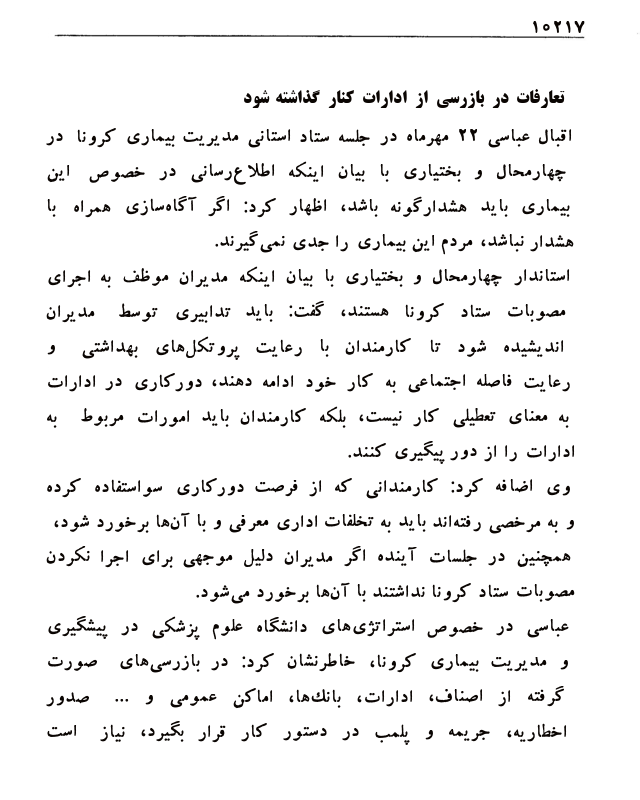 ۱۰۲۱۷
تعارفات در بازرسی از ادارات کنار گذاشته شود
اقبال عباسی ۲۲ مهرماه در جلسه ستاد استانی مدیریت بیماری کرونا در
چهارمحال و بختیاری با بیان اینکه اطلاع‌رسانی در خصوص این
بیماری باید هشدارگونه باشد، اظهار کرد: اگر آگاه‌سازی همراه با
هشدار نباشد، مردم این بیماری را جدی نمی‌گیرند.
استاندار چهارمحال و بختیاری با بیان اینکه مدیران موظف به اجرای
مصوبات ستاد کرونا هستند، گفت: باید تدابیری توسط مدیران
اندیشیده شود تا کارمندان با رعایت پروتکل‌های بهداشتی و
رعایت فاصله اجتماعی به کار خود ادامه دهند، دورکاری در ادارات
به معنای تعطیلی کار نیست، بلکه کارمندان باید امورات مربوط به
ادارات را از دور پیگیری کنند.
وی اضافه کرد: کارمندانی که از فرصت دورکاری سواستفاده کرده
و به مرخصی رفته‌اند باید به تخلفات اداری معرفی و با آن‌ها برخورد شود،
همچنین در جلسات آینده اگر مدیران دلیل موجهی برای اجرا نکردن
مصوبات ستاد کرونا نداشتند با آن‌ها برخورد می‌شود.
عباسی در خصوص استراتژی‌های دانشگاه علوم پزشکی در پیشگیری
و مدیریت بیماری کرونا، خاطرنشان کرد: در بازرسی‌های صورت
گرفته از اصناف، ادارات، بانک‌ها، اماکن عمومی و ... صدور
اخطاریه، جریمه و پلمب در دستور کار قرار بگیرد، نیاز است